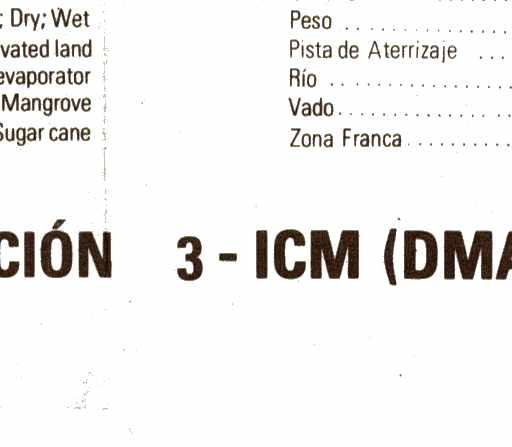 ; Dry; Wet
vated land
evaporator
Mangrove
Sugar cane
Peso
Pista de Aterrizaje
Río
Vado
Zona Franca
CIÓN 3 - ICM (DMA